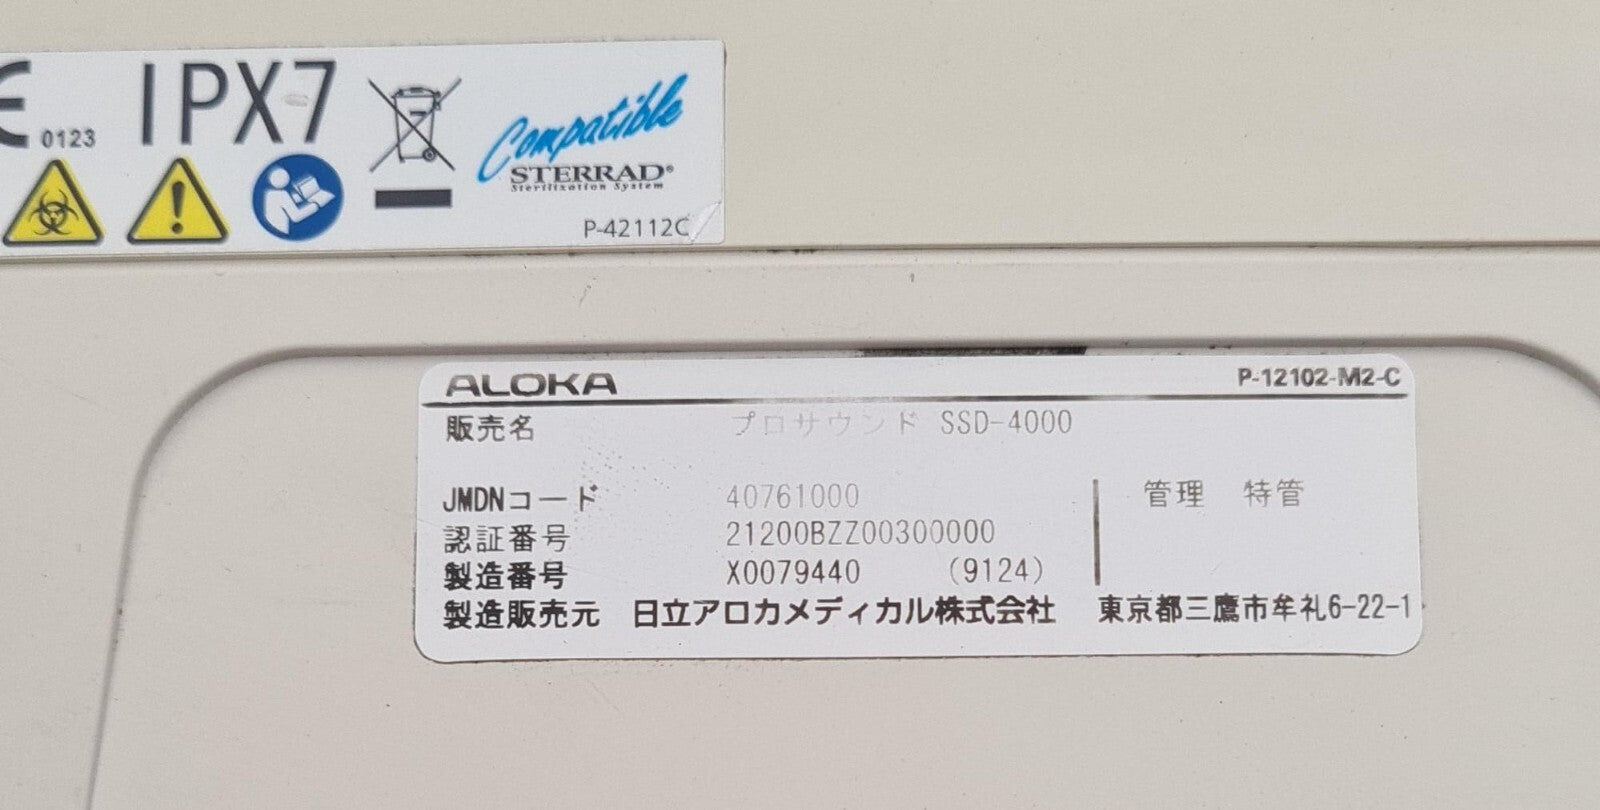 CE 0123 IPX7
Compatible
STERRAD®
Sterilization System
P-42112C
ALOKA P-12102-M2-C
販売名 プロサウンド SSD-4000
JMDNコード 40761000 管理 特管
認証番号 21200BZZ00300000
製造番号 X0079440 (9124)
製造販売元 日立アロカメディカル株式会社 東京都三鷹市牟礼6-22-1